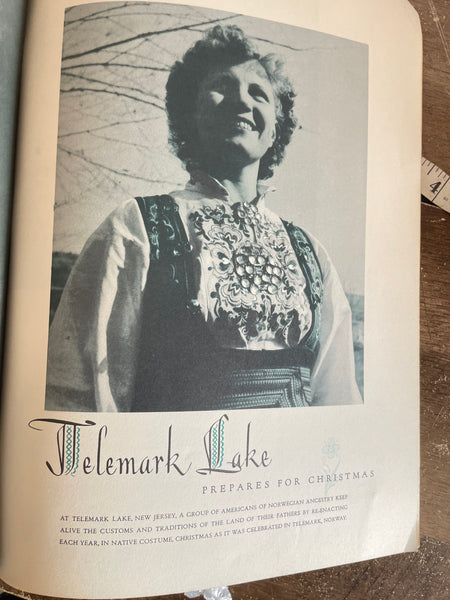 Telemark Lake
PREPARES FOR CHRISTMAS
AT TELEMARK LAKE, NEW JERSEY, A GROUP OF AMERICANS OF NORWEGIAN ANCESTRY KEEP
ALIVE THE CUSTOMS AND TRADITIONS OF THE LAND OF THEIR FATHERS BY RE-ENACTING
EACH YEAR, IN NATIVE COSTUME, CHRISTMAS AS IT WAS CELEBRATED IN TELEMARK, NORWAY.
4